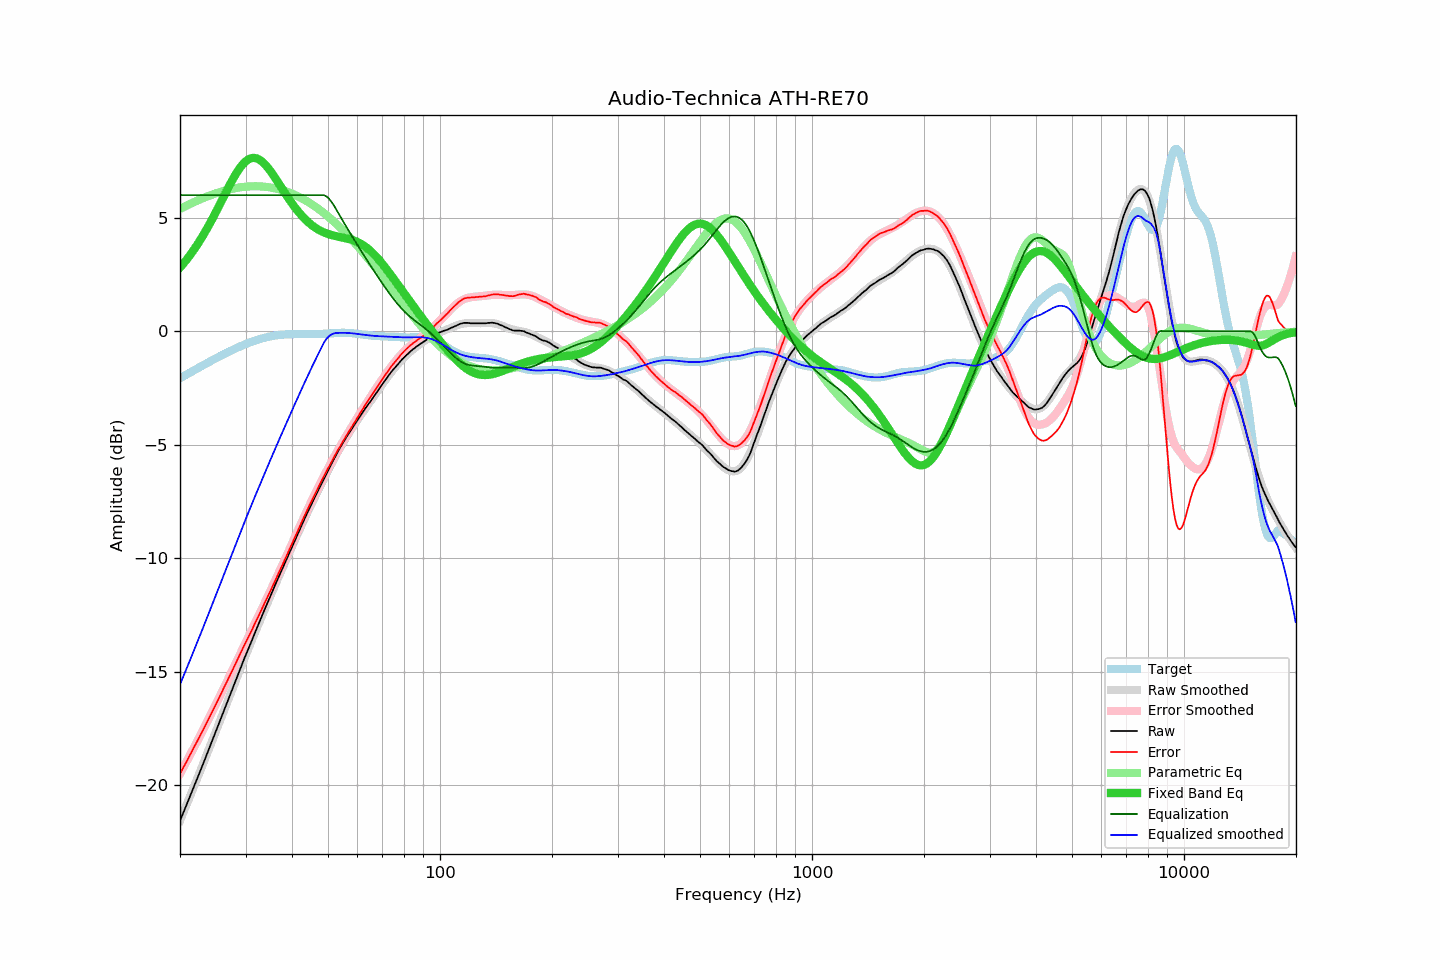 Audio-Technica ATH-RE70
Amplitude (dBr)
5
0
−5
−10
−15
−20
100
1000
10000
Frequency (Hz)
Target
Raw Smoothed
Error Smoothed
Raw
Error
Parametric Eq
Fixed Band Eq
Equalization
Equalized smoothed